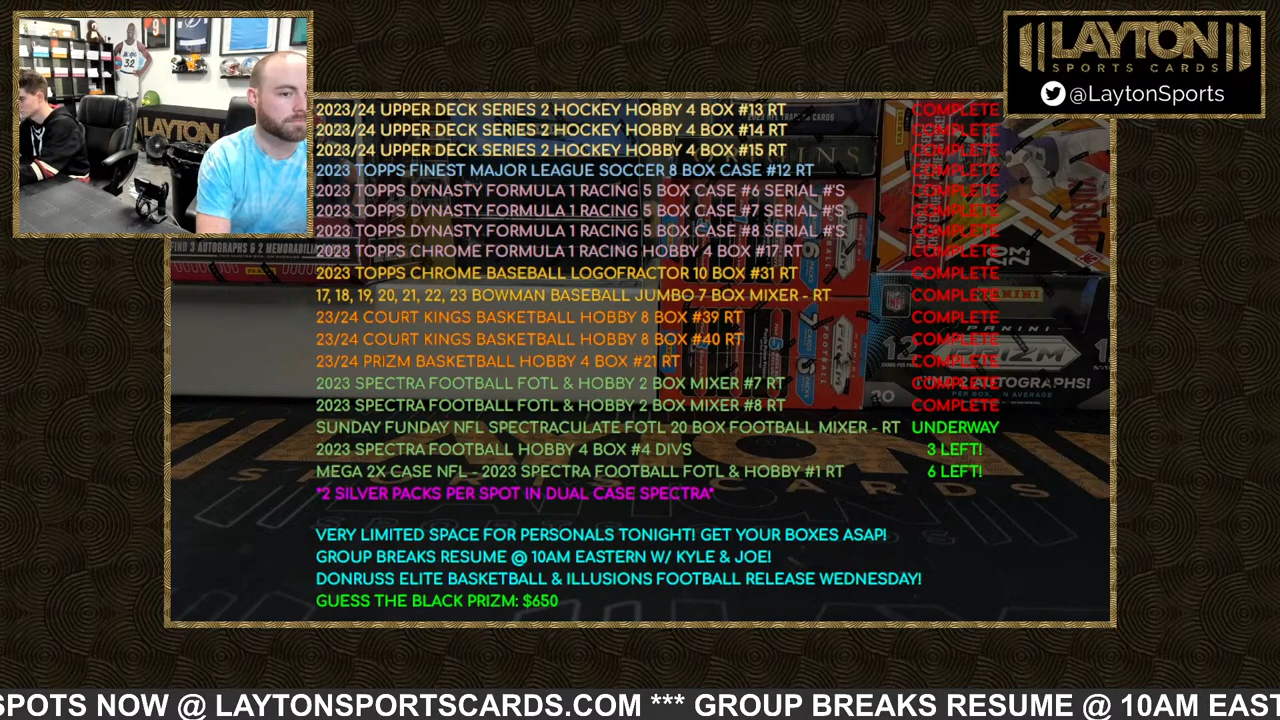 LAYTON
SPORTS CARDS
@LaytonSports
32
LAYTON
2023/24 UPPER DECK SERIES 2 HOCKEY HOBBY 4 BOX #13 RT COMPLETE
2023/24 UPPER DECK SERIES 2 HOCKEY HOBBY 4 BOX #14 RT COMPLETE
2023/24 UPPER DECK SERIES 2 HOCKEY HOBBY 4 BOX #15 RT COMPLETE
2023 TOPPS FINEST MAJOR LEAGUE SOCCER 8 BOX CASE #12 RT COMPLETE
2023 TOPPS DYNASTY FORMULA 1 RACING 5 BOX CASE #6 SERIAL #'S COMPLETE
2023 TOPPS DYNASTY FORMULA 1 RACING 5 BOX CASE #7 SERIAL #'S COMPLETE
2023 TOPPS DYNASTY FORMULA 1 RACING 5 BOX CASE #8 SERIAL #'S COMPLETE
2023 TOPPS CHROME FORMULA 1 RACING HOBBY 4 BOX #17 RT COMPLETE
2023 TOPPS CHROME BASEBALL LOGOFRACTOR 10 BOX #31 RT COMPLETE
17, 18, 19, 20, 21, 22, 23 BOWMAN BASEBALL JUMBO 7 BOX MIXER - RT COMPLETE
23/24 COURT KINGS BASKETBALL HOBBY 8 BOX #39 RT COMPLETE
23/24 COURT KINGS BASKETBALL HOBBY 8 BOX #40 RT COMPLETE
23/24 PRIZM BASKETBALL HOBBY 4 BOX #21 RT COMPLETE
2023 SPECTRA FOOTBALL FOTL & HOBBY 2 BOX MIXER #7 RT COMPLETE
2023 SPECTRA FOOTBALL FOTL & HOBBY 2 BOX MIXER #8 RT COMPLETE
SUNDAY FUNDAY NFL SPECTRACULATE FOTL 20 BOX FOOTBALL MIXER - RT UNDERWAY
2023 SPECTRA FOOTBALL HOBBY 4 BOX #4 DIVS 3 LEFT!
MEGA 2X CASE NFL - 2023 SPECTRA FOOTBALL FOTL & HOBBY #1 RT 6 LEFT!
*2 SILVER PACKS PER SPOT IN DUAL CASE SPECTRA*
VERY LIMITED SPACE FOR PERSONALS TONIGHT! GET YOUR BOXES ASAP!
GROUP BREAKS RESUME @ 10AM EASTERN W/ KYLE & JOE!
DONRUSS ELITE BASKETBALL & ILLUSIONS FOOTBALL RELEASE WEDNESDAY!
GUESS THE BLACK PRIZM: $650
FIND 3 AUTOGRAPHS & 2 MEMORABILIA
PANINI
PRIZM
SPOTS NOW @ LAYTONSPORTSCARDS.COM *** GROUP BREAKS RESUME @ 10AM EAST